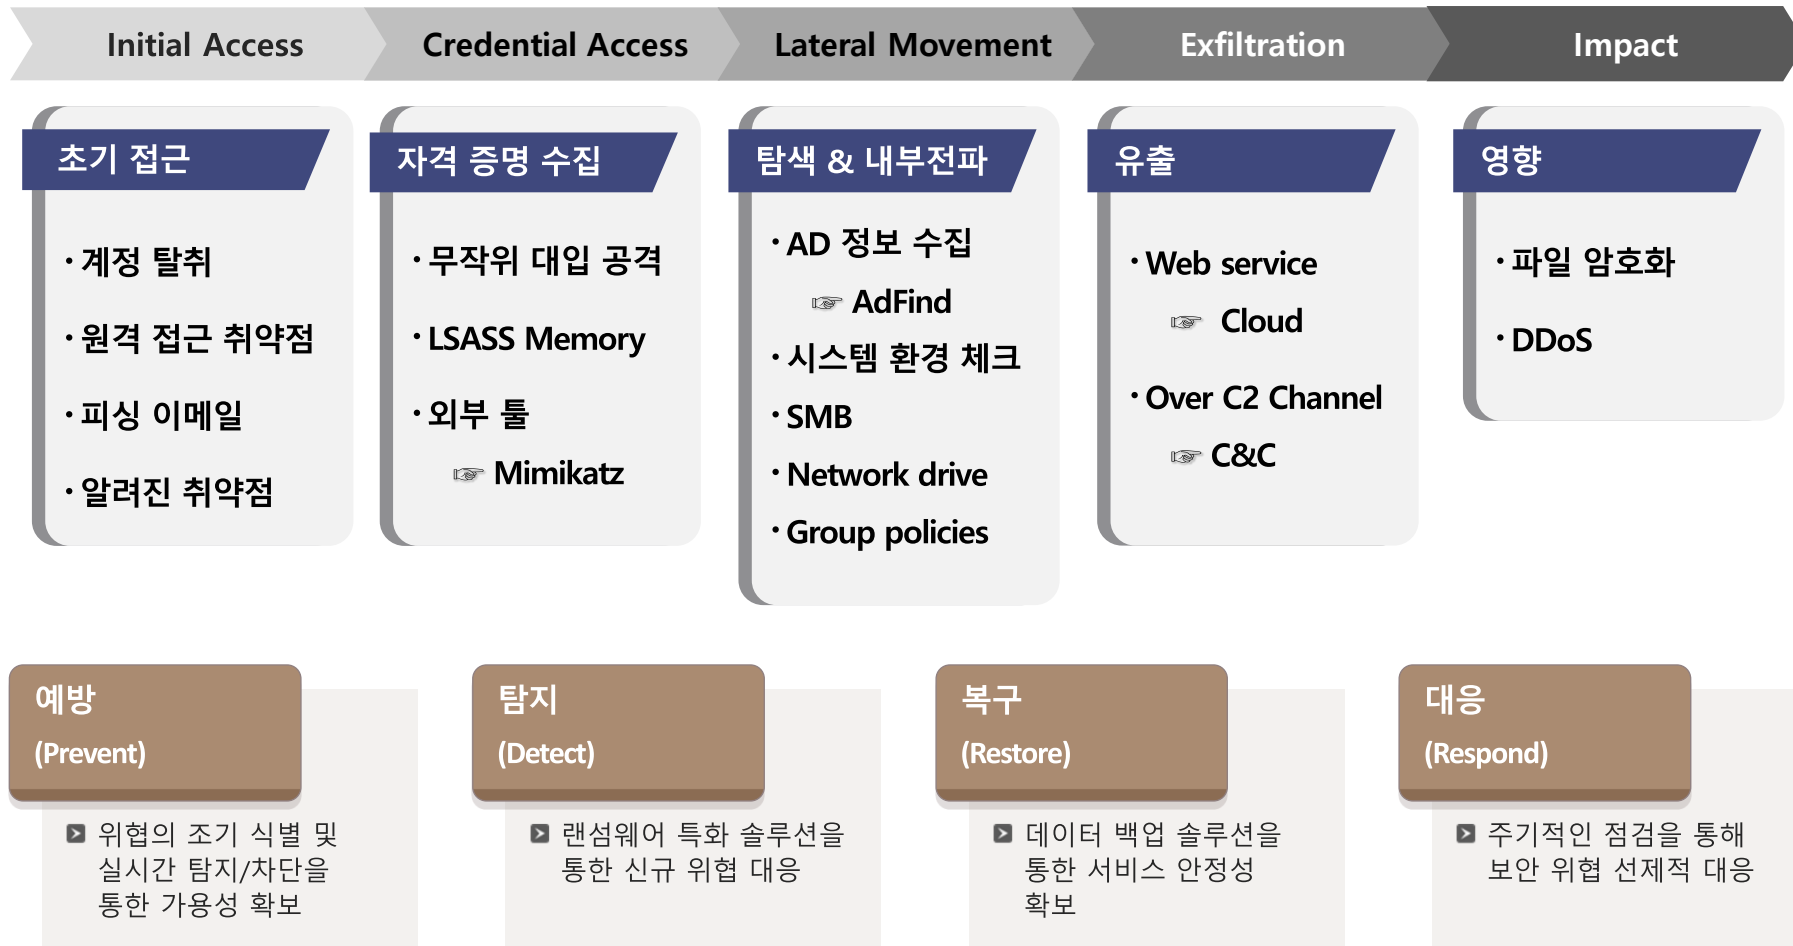 Initial Access
Credential Access
Lateral Movement
Exfiltration
Impact
초기 접근
· 계정 탈취
· 원격 접근 취약점
· 피싱 이메일
· 알려진 취약점
자격 증명 수집
· 무작위 대입 공격
· LSASS Memory
· 외부 툴
☞ Mimikatz
탐색 & 내부전파
· AD 정보 수집
☞ AdFind
· 시스템 환경 체크
· SMB
· Network drive
· Group policies
유출
· Web service
☞ Cloud
· Over C2 Channel
☞ C&C
영향
· 파일 암호화
· DDoS
예방
(Prevent)
위협의 조기 식별 및
실시간 탐지/차단을
통한 가용성 확보
탐지
(Detect)
랜섬웨어 특화 솔루션을
통한 신규 위협 대응
복구
(Restore)
데이터 백업 솔루션을
통한 서비스 안정성
확보
대응
(Respond)
주기적인 점검을 통해
보안 위협 선제적 대응